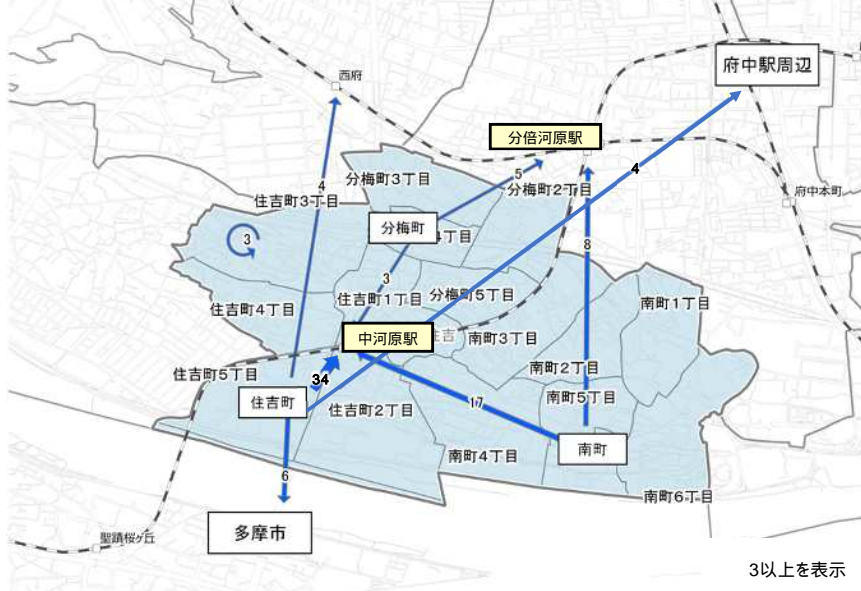 府中駅周辺
西府
分倍河原駅
4
5
4
分梅町3丁目
分梅町2丁目
住吉町3丁目
府中本町
分梅町
4丁目
3
8
3
住吉町1丁目
分梅町5丁目
住吉町4丁目
南町1丁目
中河原駅
住吉
南町3丁目
南町2丁目
住吉町5丁目
34
南町5丁目
住吉町
住吉町2丁目
17
南町
南町4丁目
6
南町6丁目
多摩市
聖蹟桜ヶ丘
3以上を表示